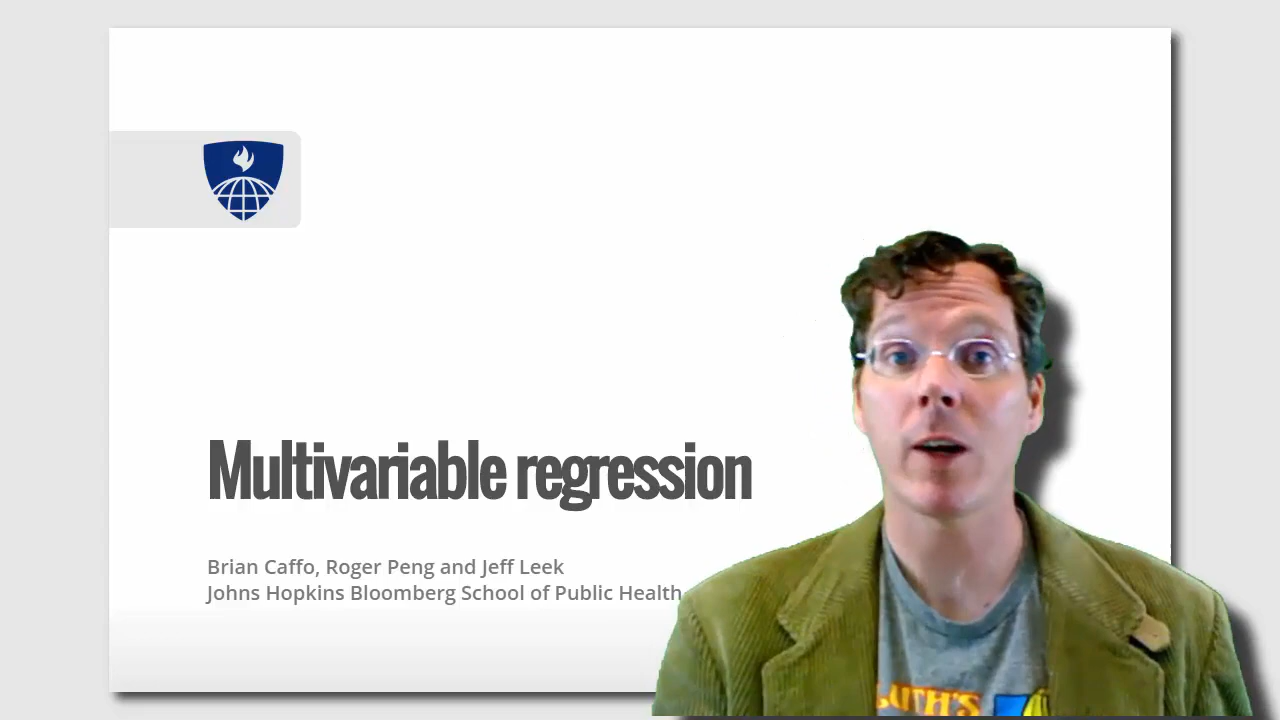 Multivariable regression
Brian Caffo, Roger Peng and Jeff Leek
Johns Hopkins Bloomberg School of Public Health